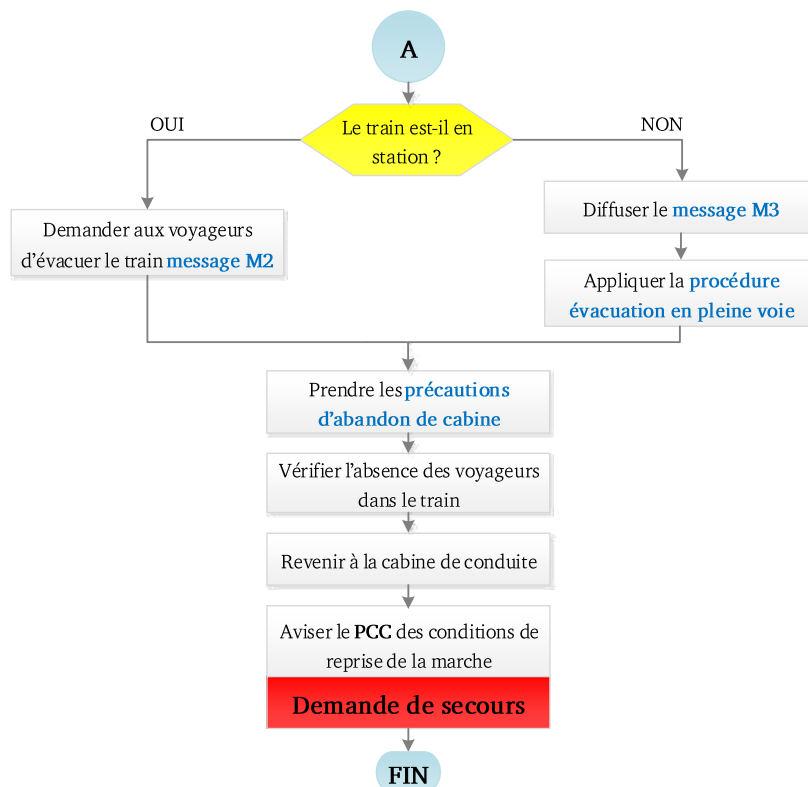 A
Le train est-il en
station ?
OUI
NON
Demander aux voyageurs
d'évacuer le train message M2
Diffuser le message M3
Appliquer la procédure
évacuation en pleine voie
Prendre les précautions
d'abandon de cabine
Vérifier l'absence des voyageurs
dans le train
Revenir à la cabine de conduite
Aviser le PCC des conditions de
reprise de la marche
Demande de secours
FIN